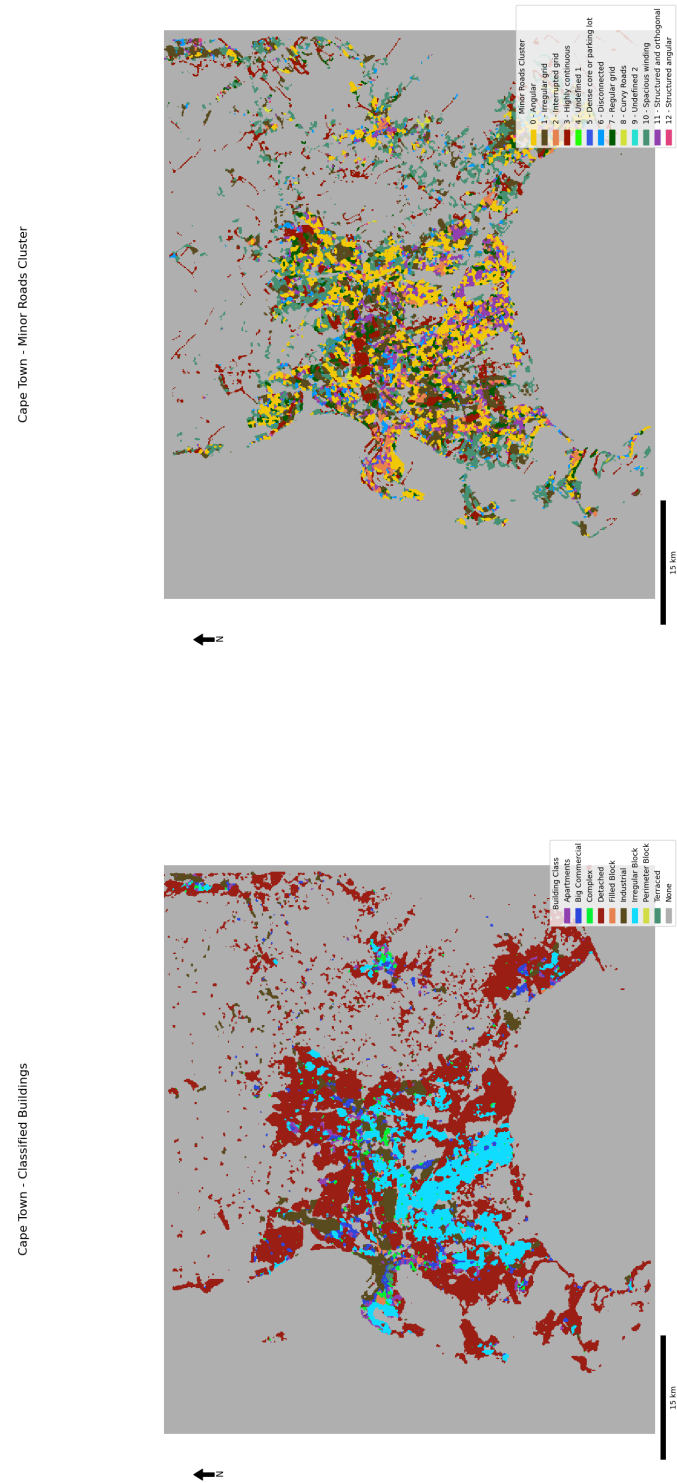 Cape Town - Classified Buildings
Building Class
Apartments
Big Commercial
Complex
Detached
Filled Block
Industrial
Irregular Block
Perimeter Block
Terraced
None
15 km
N
Cape Town - Minor Roads Cluster
Minor Roads Cluster
0 - Angular
1 - Irregular grid
2 - Interrupted grid
3 - Highly continuous
4 - Undefined 1
5 - Dense core or parking lot
6 - Disconnected
7 - Regular grid
8 - Curvy Roads
9 - Undefined 2
10 - Spacious winding
11 - Structured and orthogonal
12 - Structured angular
15 km
N